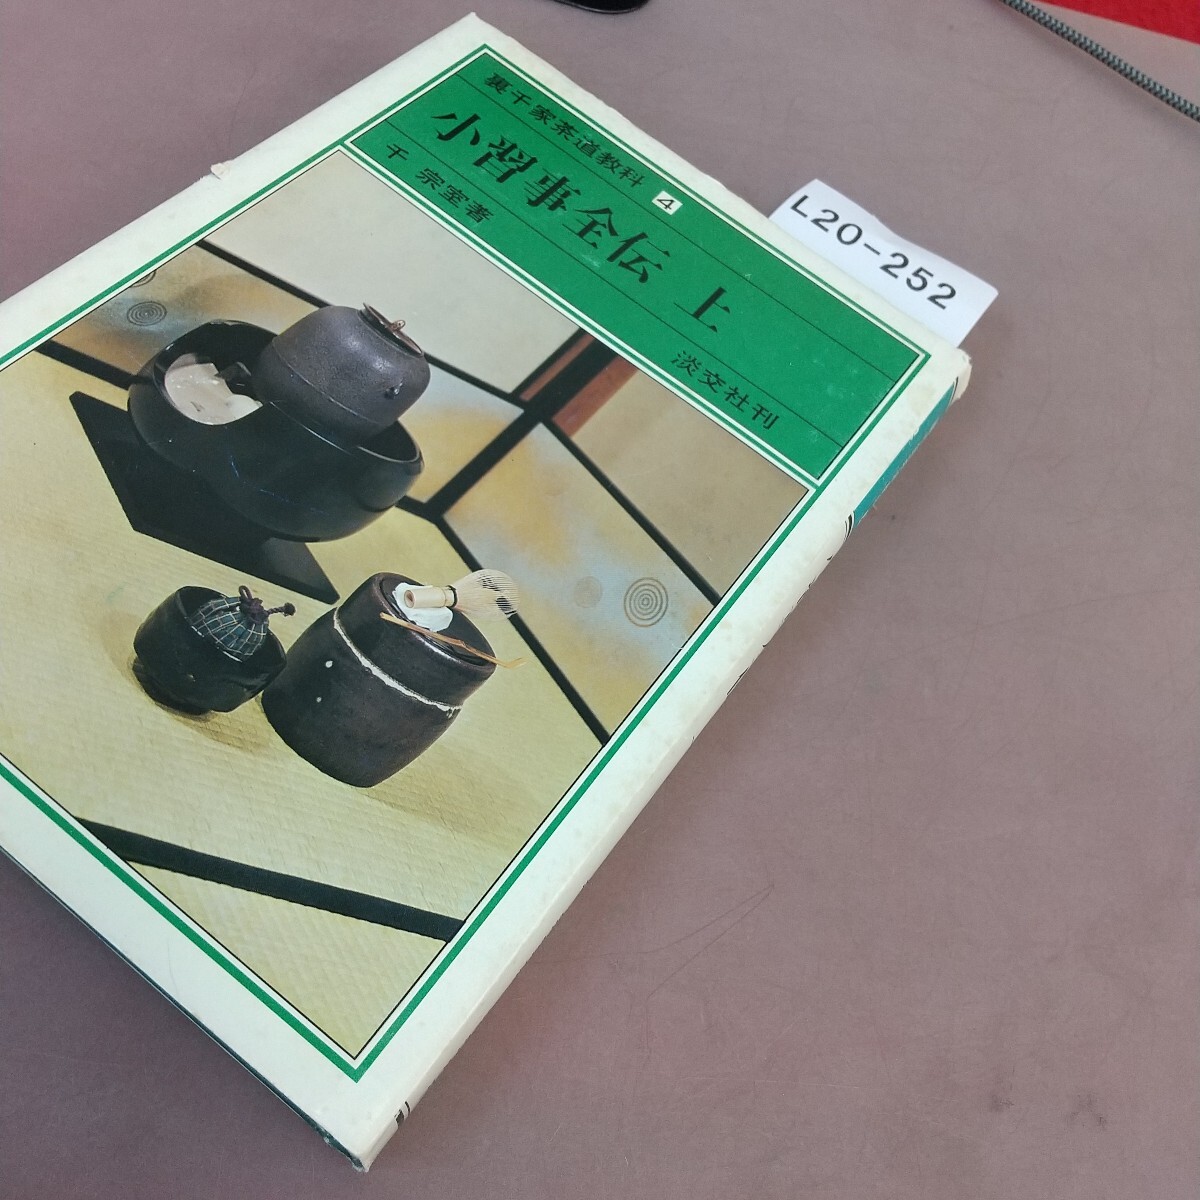 裏千家茶道教科 4
小習事全伝 上
千 宗室著
淡交社刊
L20-252